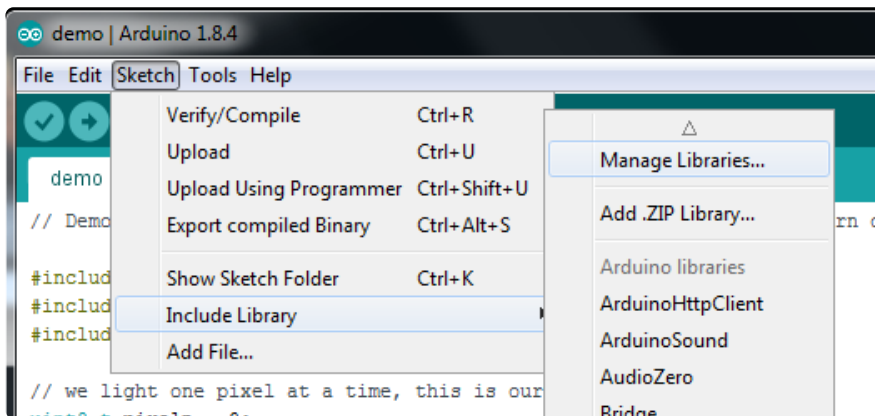 demo | Arduino 1.8.4
File Edit Sketch Tools Help
Verify/Compile Ctrl+R
Upload Ctrl+U
Upload Using Programmer Ctrl+Shift+U
Export compiled Binary Ctrl+Alt+S
Show Sketch Folder Ctrl+K
Include Library
Add File...
Manage Libraries...
Add .ZIP Library...
Arduino libraries
ArduinoHttpClient
ArduinoSound
AudioZero
Bridge
demo
// Demo
#includ
#includ
#includ
// we light one pixel at a time, this is our